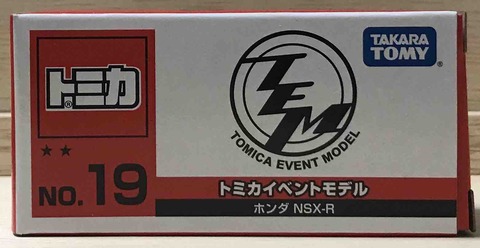 トミカ
TEM
TOMICA EVENT MODEL
TAKARA TOMY
★★
NO. 19
トミカイベントモデル
ホンダ NSX-R